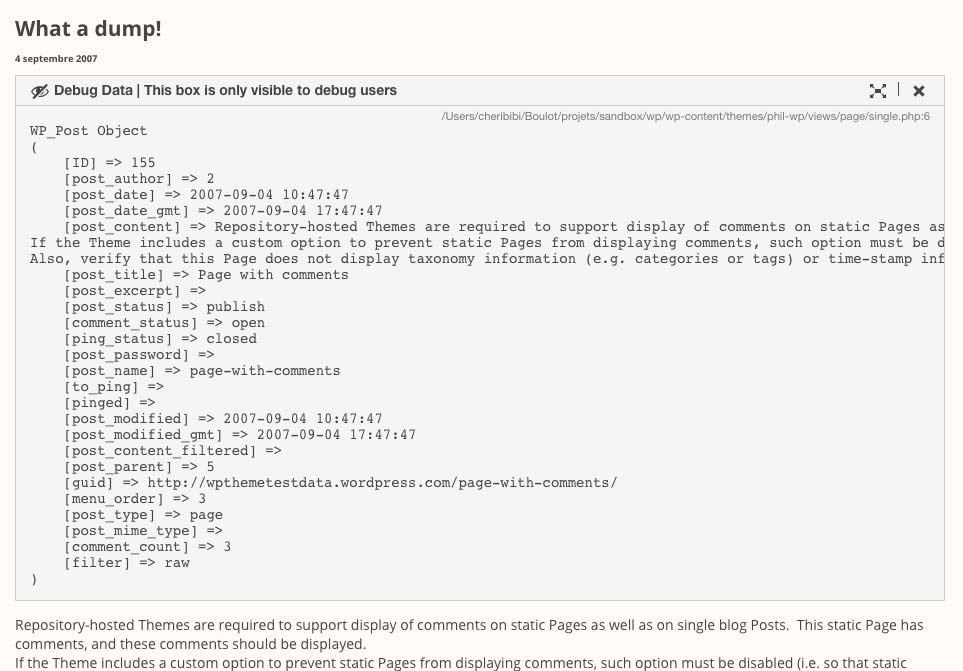 What a dump!
4 septembre 2007
Debug Data | This box is only visible to debug users
/Users/cheribibi/Boulot/projets/sandbox/wp/wp-content/themes/phil-wp/views/page/single.php:6
WP_Post Object
(
    [ID] => 155
    [post_author] => 2
    [post_date] => 2007-09-04 10:47:47
    [post_date_gmt] => 2007-09-04 17:47:47
    [post_content] => Repository-hosted Themes are required to support display of comments on static Pages as
If the Theme includes a custom option to prevent static Pages from displaying comments, such option must be d
Also, verify that this Page does not display taxonomy information (e.g. categories or tags) or time-stamp inf
    [post_title] => Page with comments
    [post_excerpt] =>
    [post_status] => publish
    [comment_status] => open
    [ping_status] => closed
    [post_password] =>
    [post_name] => page-with-comments
    [to_ping] =>
    [pinged] =>
    [post_modified] => 2007-09-04 10:47:47
    [post_modified_gmt] => 2007-09-04 17:47:47
    [post_content_filtered] =>
    [post_parent] => 5
    [guid] => http://wpthemetestdata.wordpress.com/page-with-comments/
    [menu_order] => 3
    [post_type] => page
    [post_mime_type] =>
    [comment_count] => 3
    [filter] => raw
)
Repository-hosted Themes are required to support display of comments on static Pages as well as on single blog Posts.  This static Page has
comments, and these comments should be displayed.
If the Theme includes a custom option to prevent static Pages from displaying comments, such option must be disabled (i.e. so that static